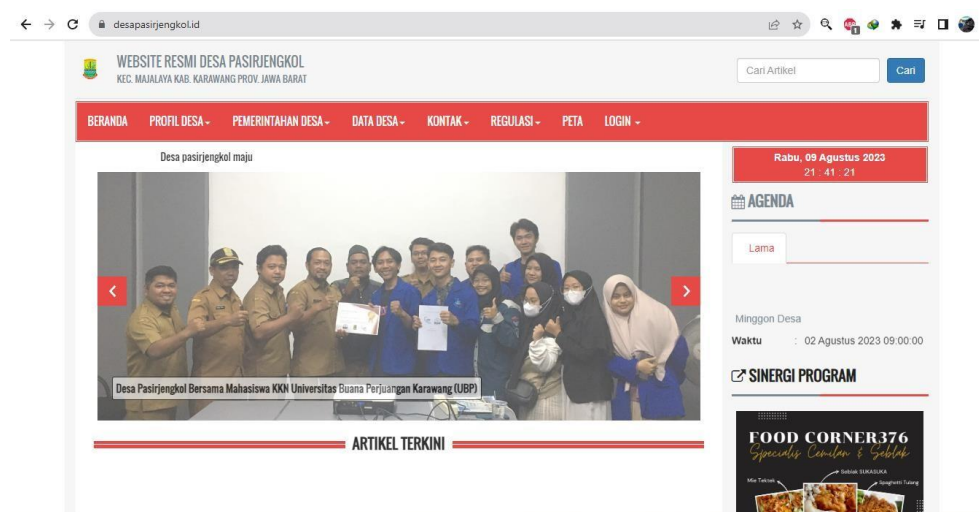 desapasirjengkol.id
WEBSITE RESMI DESA PASIRJENGKOL
KEC. MAJALAYA KAB. KARAWANG PROV. JAWA BARAT
Cari Artikel
Cari
BERANDA PROFIL DESA PEMERINTAHAN DESA DATA DESA KONTAK REGULASI PETA LOGIN
Desa pasirjengkol maju
Rabu, 09 Agustus 2023
21 : 41 : 21
AGENDA
Lama
Minggon Desa
Waktu : 02 Agustus 2023 09:00:00
Desa Pasirjengkol Bersama Mahasiswa KKN Universitas Buana Perjuangan Karawang (UBP)
SINERGI PROGRAM
ARTIKEL TERKINI
FOOD CORNER376
Specialis Cemilan & Seblak
Seblak SUKASUKA
Mie Teksek
Spaghetti Tulang